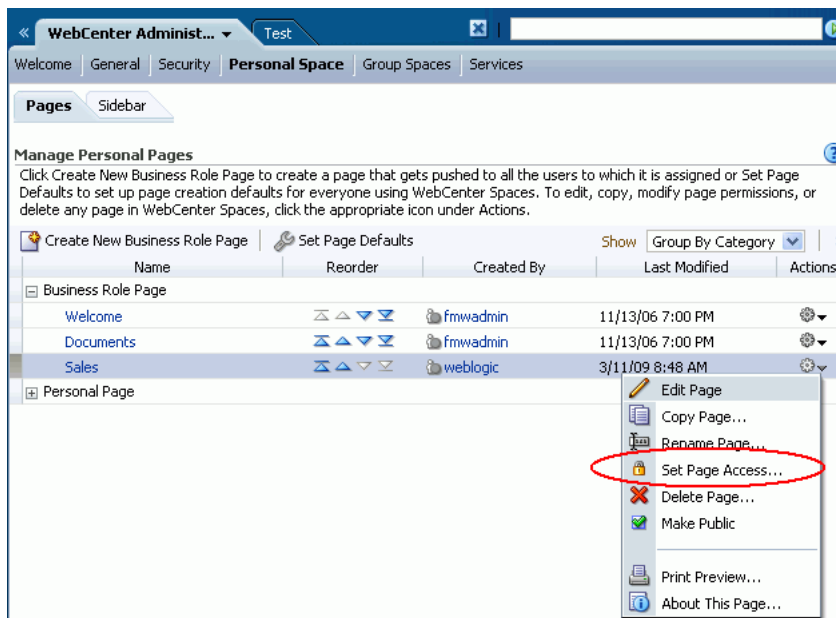 « WebCenter Administ... Test
Welcome General Security Personal Space Group Spaces Services
Pages Sidebar
Manage Personal Pages
Click Create New Business Role Page to create a page that gets pushed to all the users to which it is assigned or Set Page
Defaults to set up page creation defaults for everyone using WebCenter Spaces. To edit, copy, modify page permissions, or
delete any page in WebCenter Spaces, click the appropriate icon under Actions.
Create New Business Role Page Set Page Defaults Show Group By Category
Name Reorder Created By Last Modified Actions
Business Role Page
Welcome fmwadmin 11/13/06 7:00 PM
Documents fmwadmin 11/13/06 7:00 PM
Sales weblogic 3/11/09 8:48 AM
Personal Page
Edit Page
Copy Page...
Rename Page...
Set Page Access...
Delete Page...
Make Public
Print Preview...
About This Page...